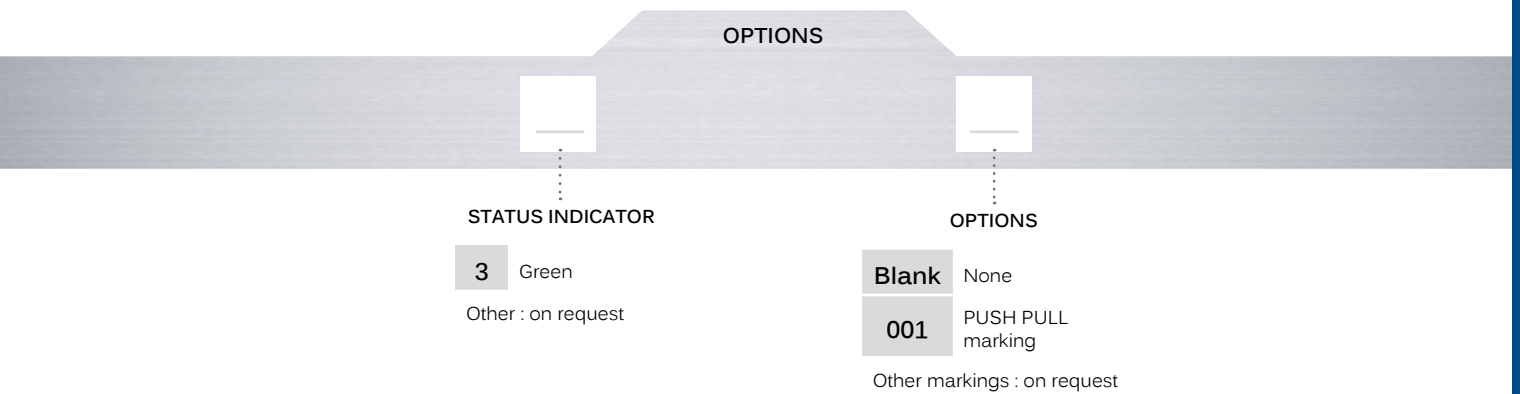 OPTIONS
STATUS INDICATOR
3 Green
Other : on request
OPTIONS
Blank None
001 PUSH PULL
marking
Other markings : on request